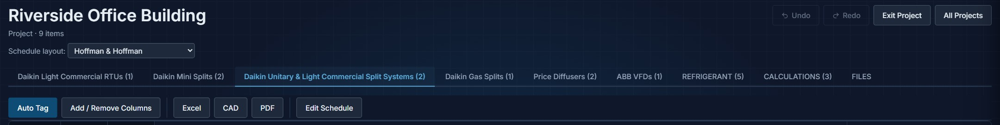 Riverside Office Building
Undo Redo Exit Project All Projects
Project · 9 items
Schedule layout: Hoffman & Hoffman
Daikin Light Commercial RTUs (1) Daikin Mini Splits (2) Daikin Unitary & Light Commercial Split Systems (2) Daikin Gas Splits (1) Price Diffusers (2) ABB VFDs (1) REFRIGERANT (5) CALCULATIONS (3) FILES
Auto Tag Add / Remove Columns Excel CAD PDF Edit Schedule